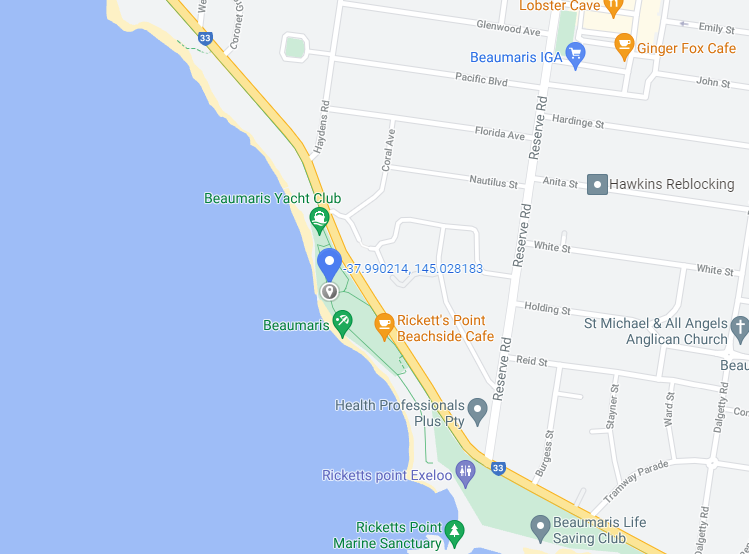 Lobster Cave
We
Coronet G
33
Glenwood Ave
Emily St
Beaumaris IGA
Ginger Fox Cafe
Pacific Blvd
John St
Haydens Rd
Reserve Rd
Hardinge St
Florida Ave
Coral Ave
Nautilus St
Anita St
Hawkins Reblocking
Beaumaris Yacht Club
Reserve Rd
White St
White St
-37.990214, 145.028183
Holding St
Beaumaris
Rickett's Point
Beachside Cafe
St Michael & All Angels
Anglican Church
Reserve Rd
Reid St
Beau
Health Professionals
Plus Pty
Stayner St
Ward St
Dalgetty Rd
Con
Burgess St
33
Ricketts point Exeloo
Tramway Parade
Ricketts Point
Marine Sanctuary
Beaumaris Life
Saving Club
Dalgetty Rd